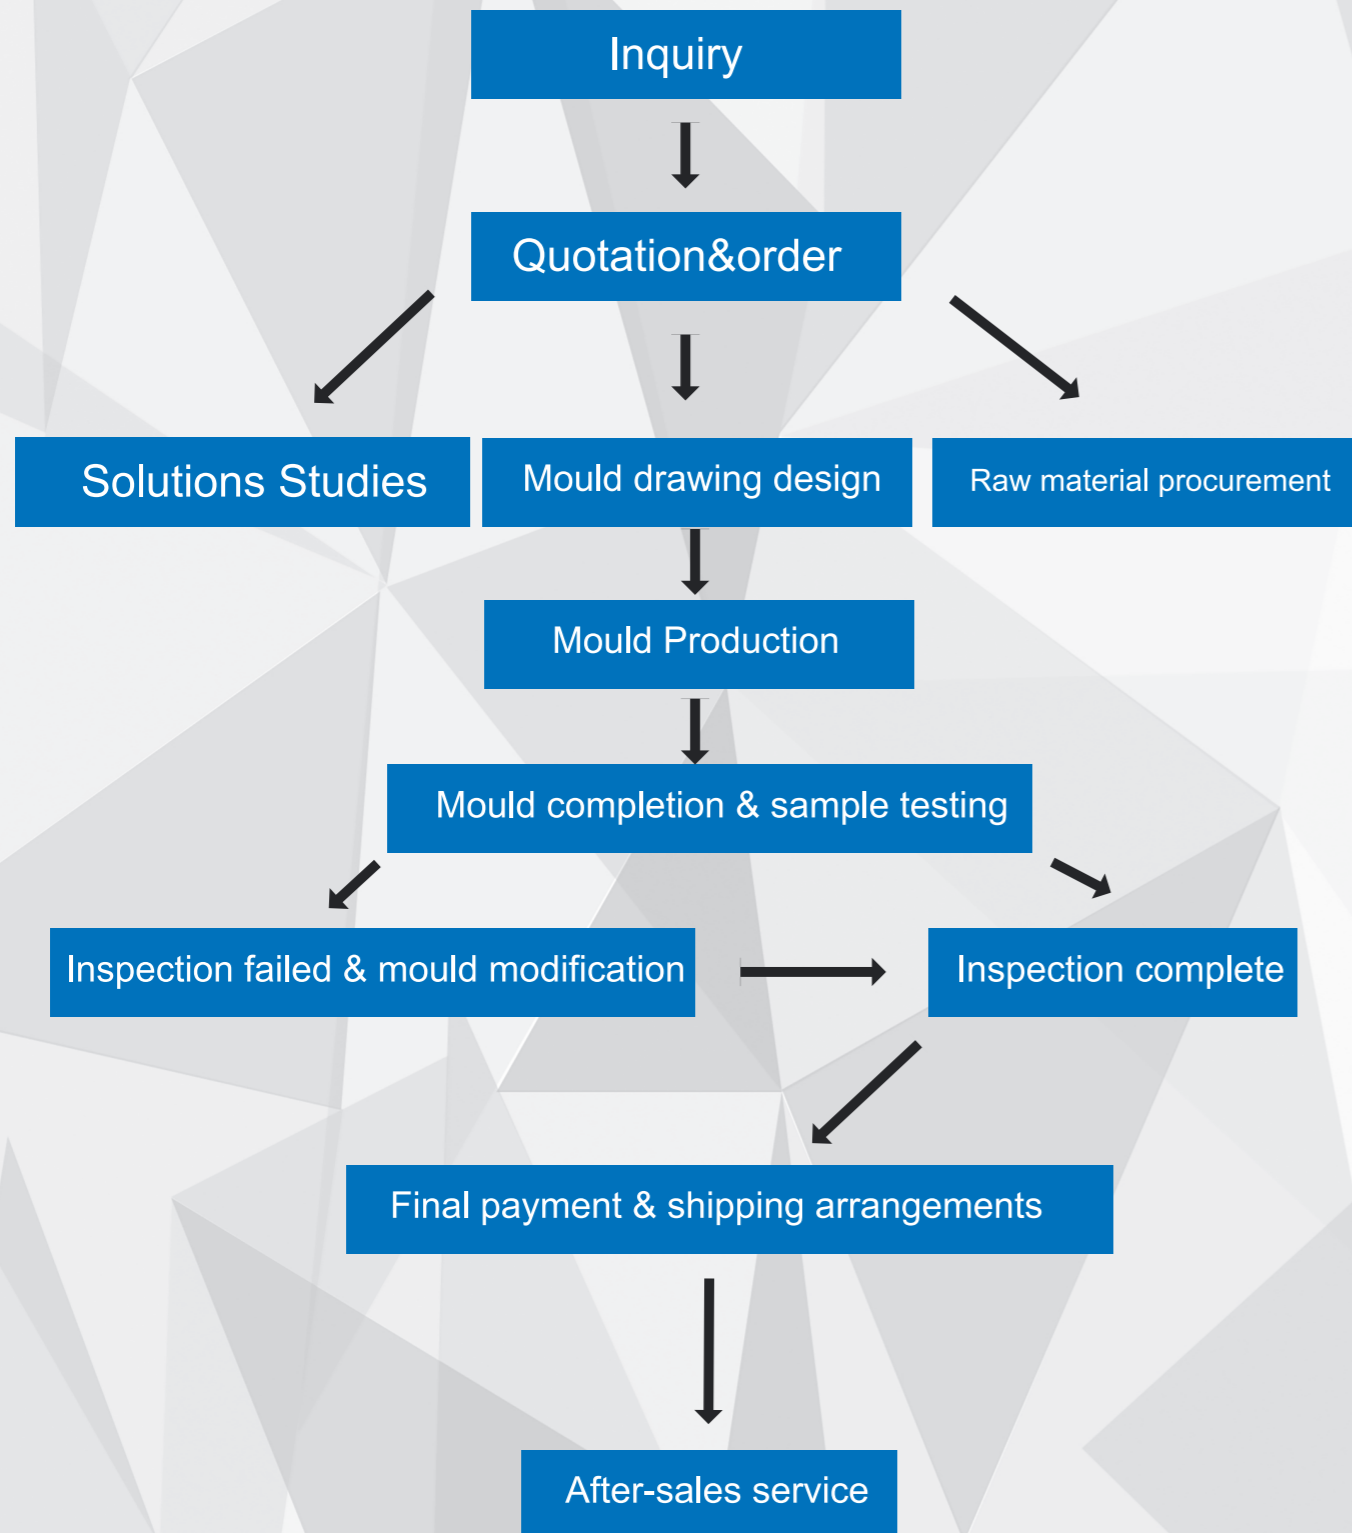 Inquiry
Quotation&order
Solutions Studies
Mould drawing design
Raw material procurement
Mould Production
Mould completion & sample testing
Inspection failed & mould modification
Inspection complete
Final payment & shipping arrangements
After-sales service